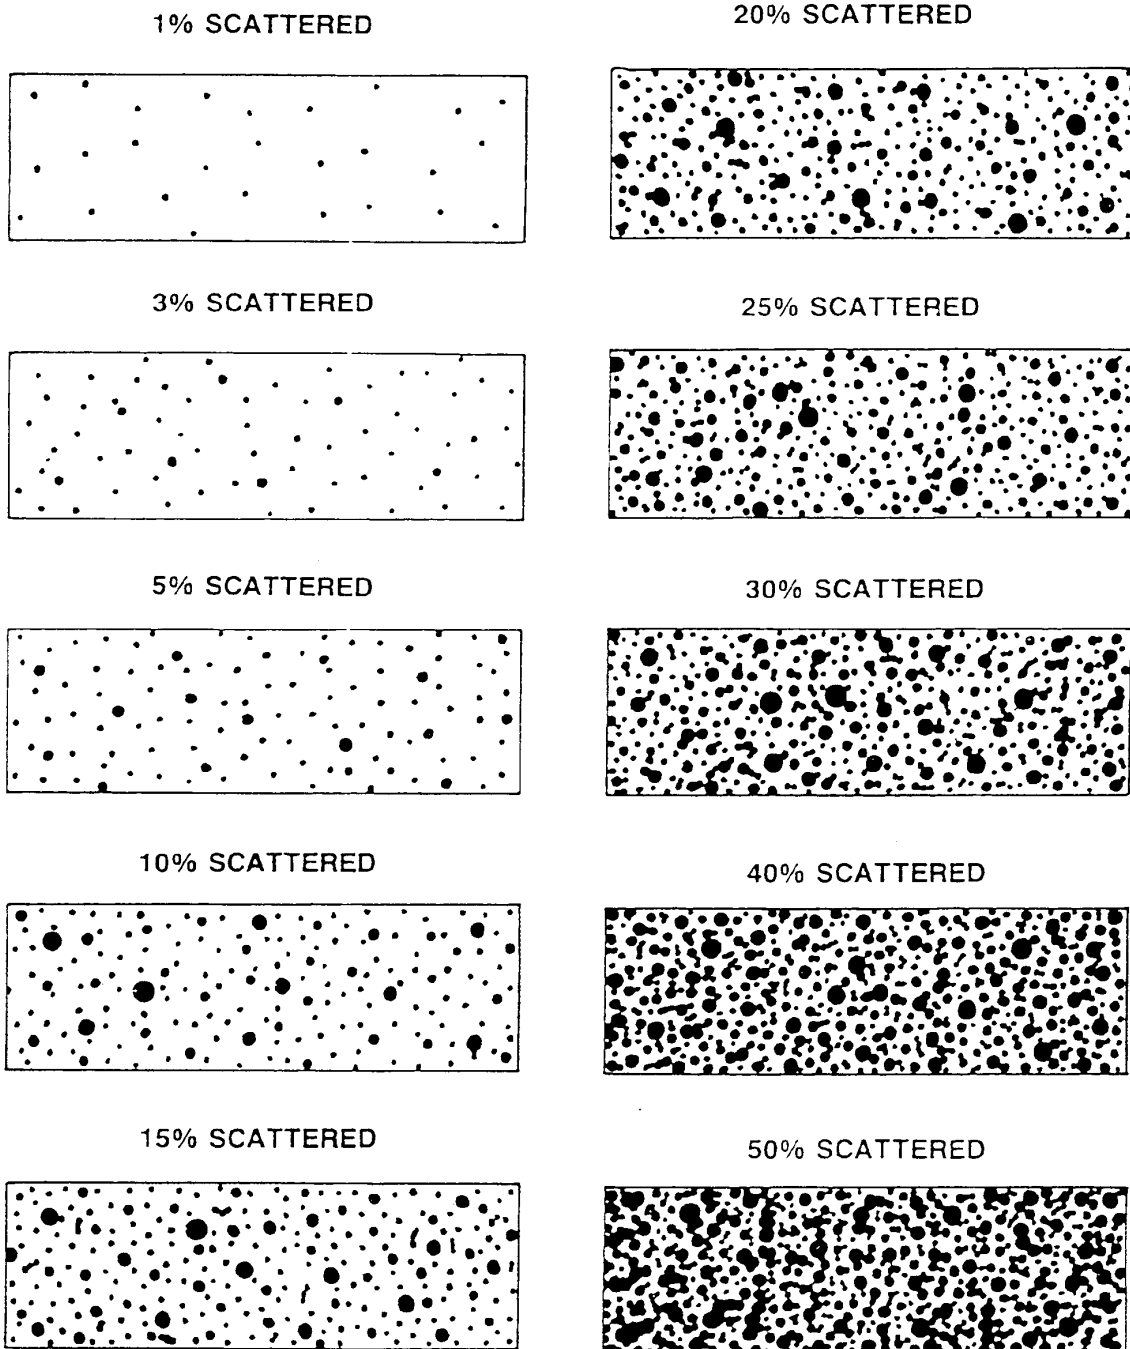 1% SCATTERED
3% SCATTERED
5% SCATTERED
10% SCATTERED
15% SCATTERED
20% SCATTERED
25% SCATTERED
30% SCATTERED
40% SCATTERED
50% SCATTERED